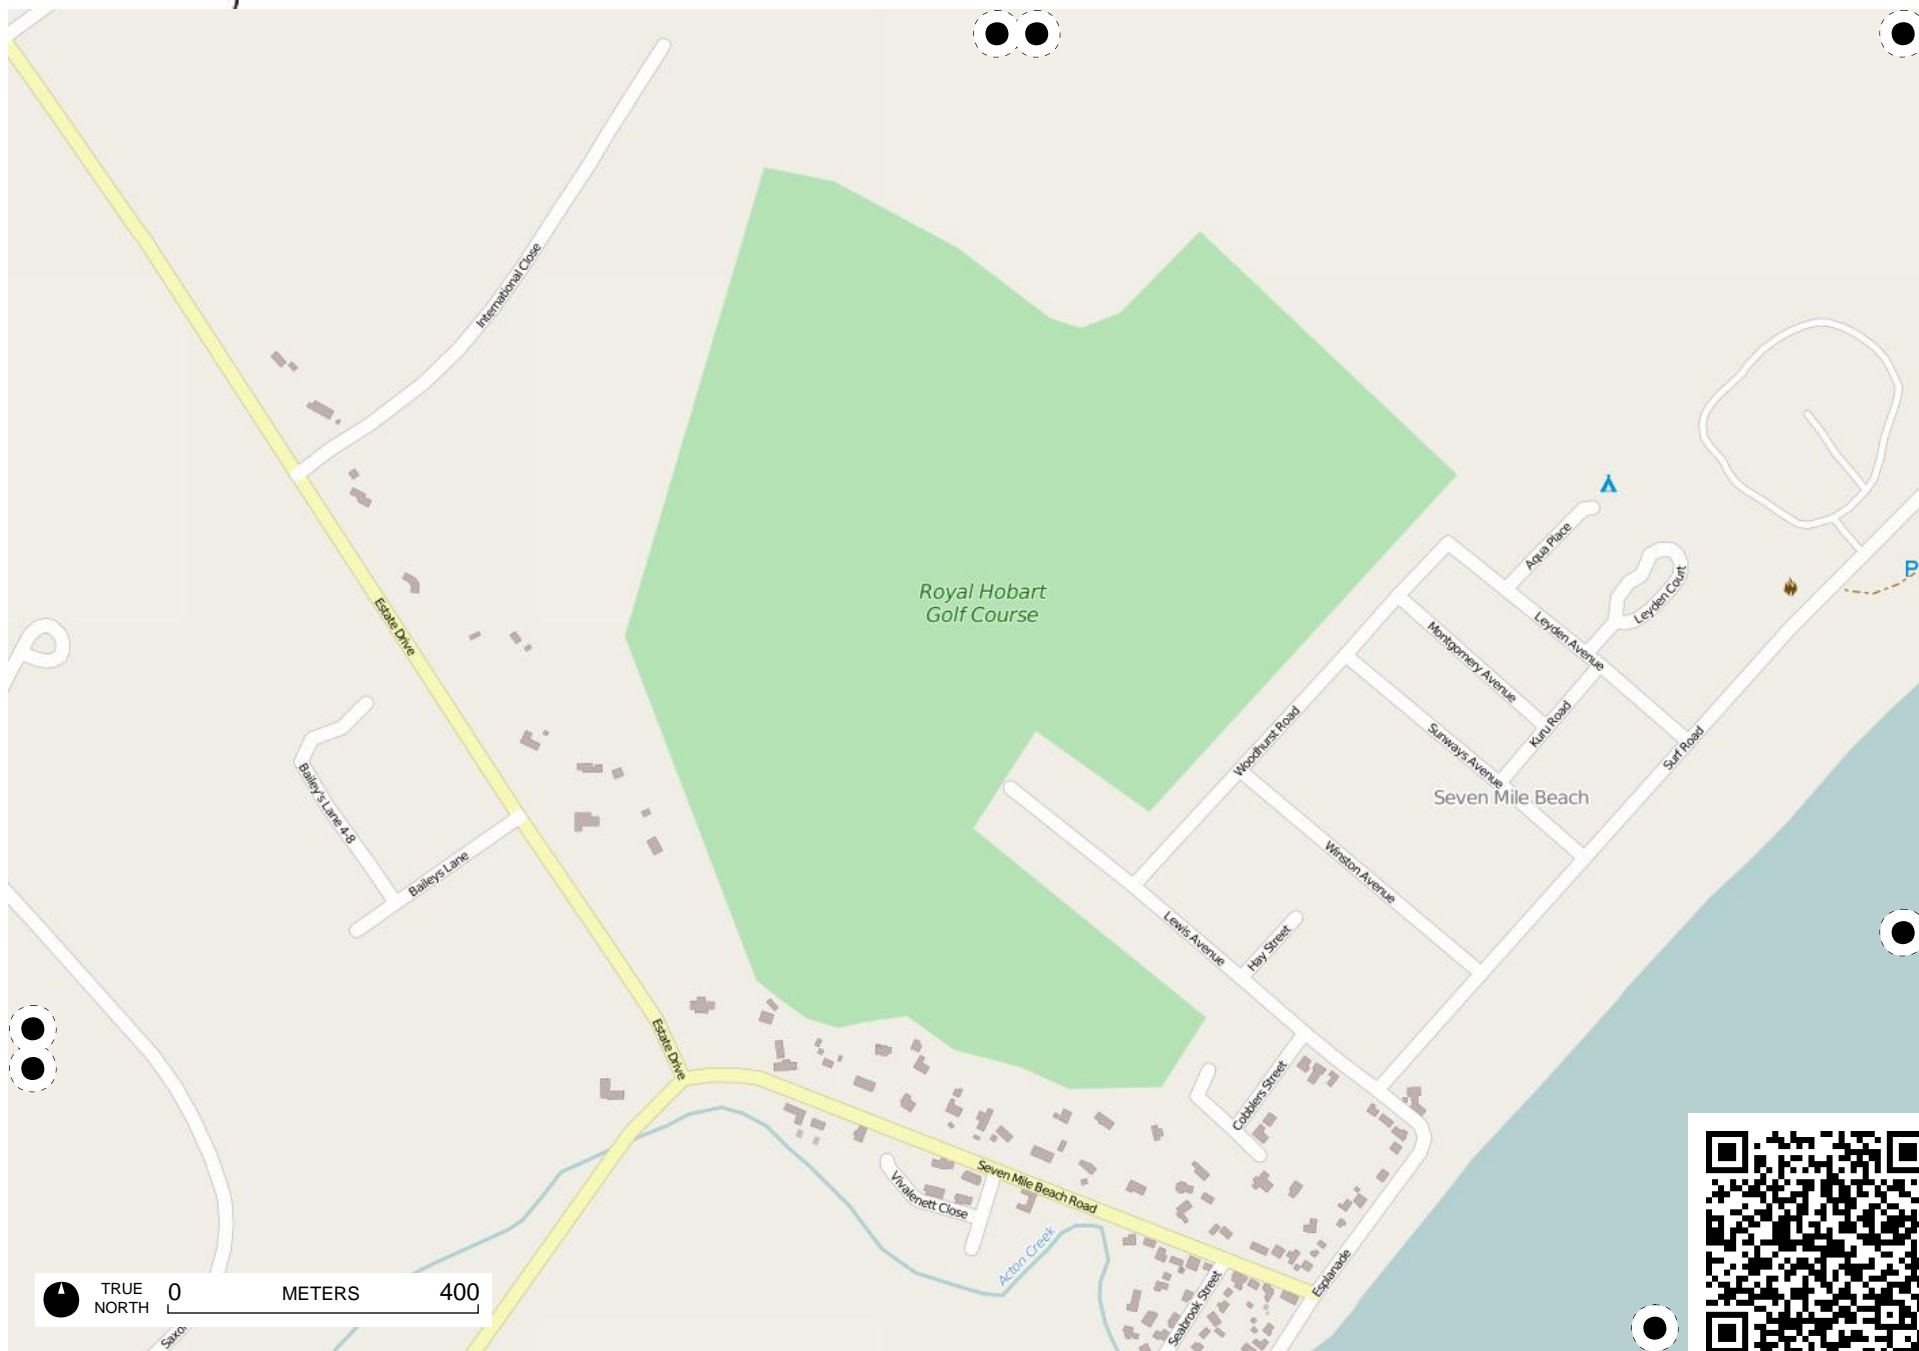 International Close
Estate Drive
Royal Hobart
Golf Course
Aqua Place
Leyden Court
Leyden Avenue
Montgomery Avenue
P
Kuru Road
Sunways Avenue
Woodhurst Road
Surf Road
Seven Mile Beach
Bailey's Lane 4-8
Baileys Lane
Winston Avenue
Lewis Avenue
Hay Street
Estate Drive
Cobblers Street
Seven Mile Beach Road
Vivalenett Close
Acton Creek
Esplanade
Seabrook Street
TRUE
NORTH
0 METERS 400